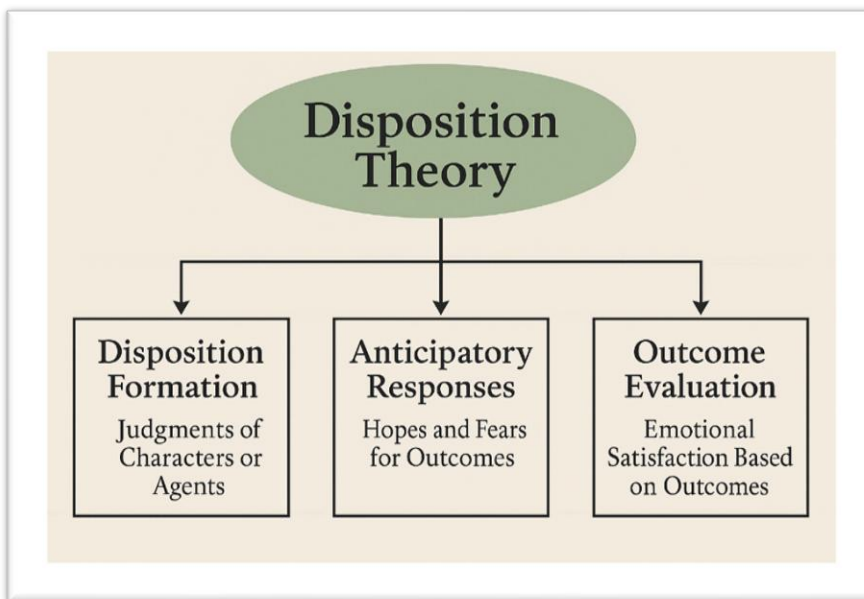 Disposition
Theory
Disposition
Formation
Judgments of
Characters or
Agents
Anticipatory
Responses
Hopes and Fears
for Outcomes
Outcome
Evaluation
Emotional
Satisfaction Based
on Outcomes